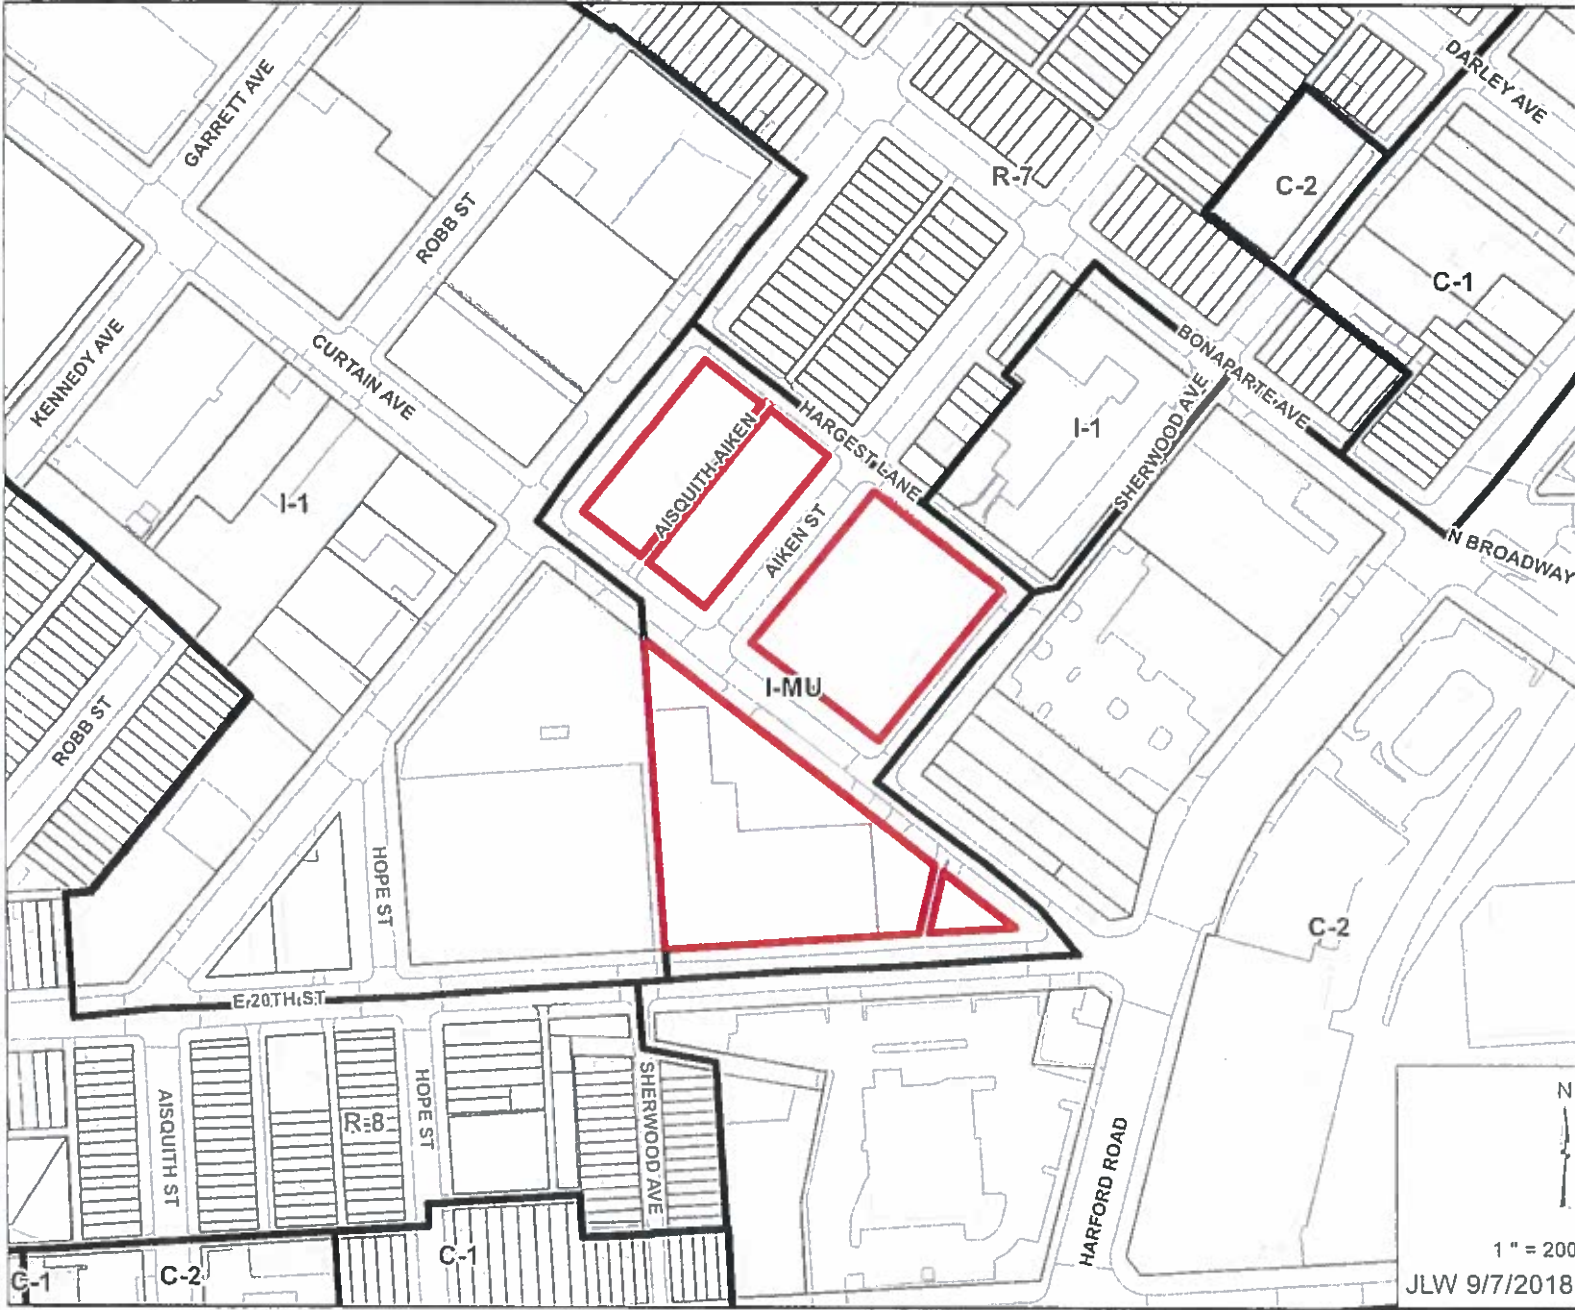 DARLEY AVE
GARRETT AVE
R-7
C-2
ROBB ST
C-1
KENNEDY AVE
CURTAIN AVE
BONAPARTE AVE
HARGEST LANE
AISQUITH-AIKEN
I-1
SHERWOOD AVE
I-1
AIKEN ST
N BROADWAY
I-MU
ROBB ST
HOPE ST
C-2
E 20TH ST
AISQUITH ST
R-8
HOPE ST
SHERWOOD AVE
HARFORD ROAD
N
1 " = 200
C-1
C-2
C-1
JLW 9/7/2018